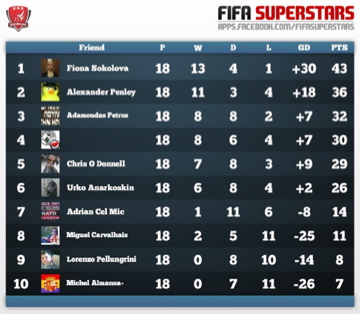 FIFA SUPERSTARS
APPS.FACEBOOK.COM/FIFASUPERSTARS
Friend P W D L GD PTS
1 Fiona Sokolova 18 13 4 1 +30 43
2 Alexander Penley 18 11 3 4 +18 36
3 Adamoudas Petros 18 8 8 2 +7 32
4 18 8 6 4 +7 30
5 Chris O Donnell 18 7 8 3 +9 29
6 Urko Anarkoskin 18 6 8 4 +2 26
7 Adrian Cel Mic 18 1 11 6 -8 14
8 Miguel Carvalhais 18 2 5 11 -25 11
9 Lorenzo Pellungrini 18 0 8 10 -14 8
10 Michel Almansa- 18 0 7 11 -26 7